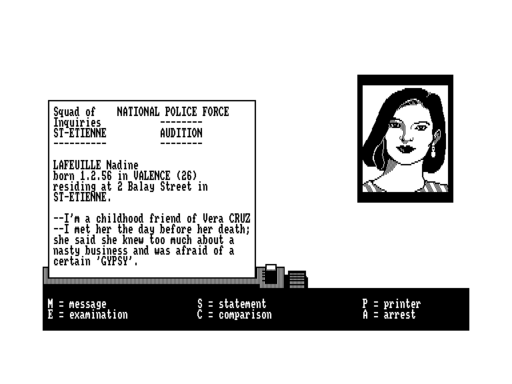 Squad of    NATIONAL POLICE FORCE
Inquiries           --------
ST-ETIENNE          AUDITION
----------          --------
LAFEUILLE Nadine
born 1.2.56 in VALENCE (26)
residing at 2 Balay Street in
ST-ETIENNE.
--I'm a childhood friend of Vera CRUZ
--I met her the day before her death;
she said she knew too much about a
nasty business and was afraid of a
certain 'GYPSY'.
M = message    S = statement    P = printer
E = examination    C = comparison    A = arrest